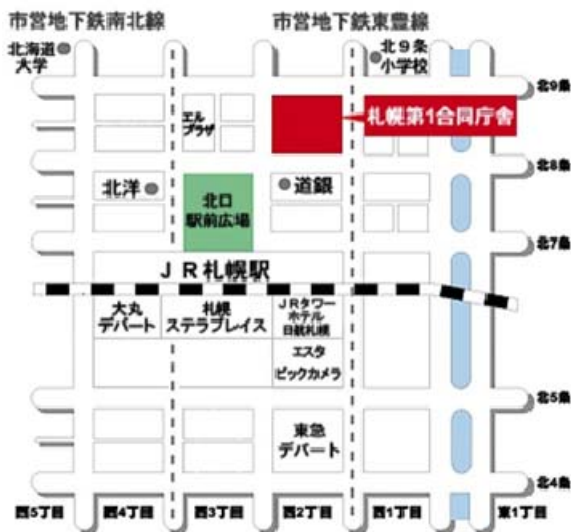 市営地下鉄南北線
市営地下鉄東豊線
北海道
大学
北9条
小学校
北9条
エル
プラザ
札幌第1合同庁舎
北8条
北洋
北口
駅前広場
道銀
北7条
JR札幌駅
大丸
デパート
札幌
ステラプレイス
JRタワー
ホテル
日航札幌
エスタ
ビックカメラ
北5条
東急
デパート
北4条
西5丁目
西4丁目
西3丁目
西2丁目
西1丁目
東1丁目